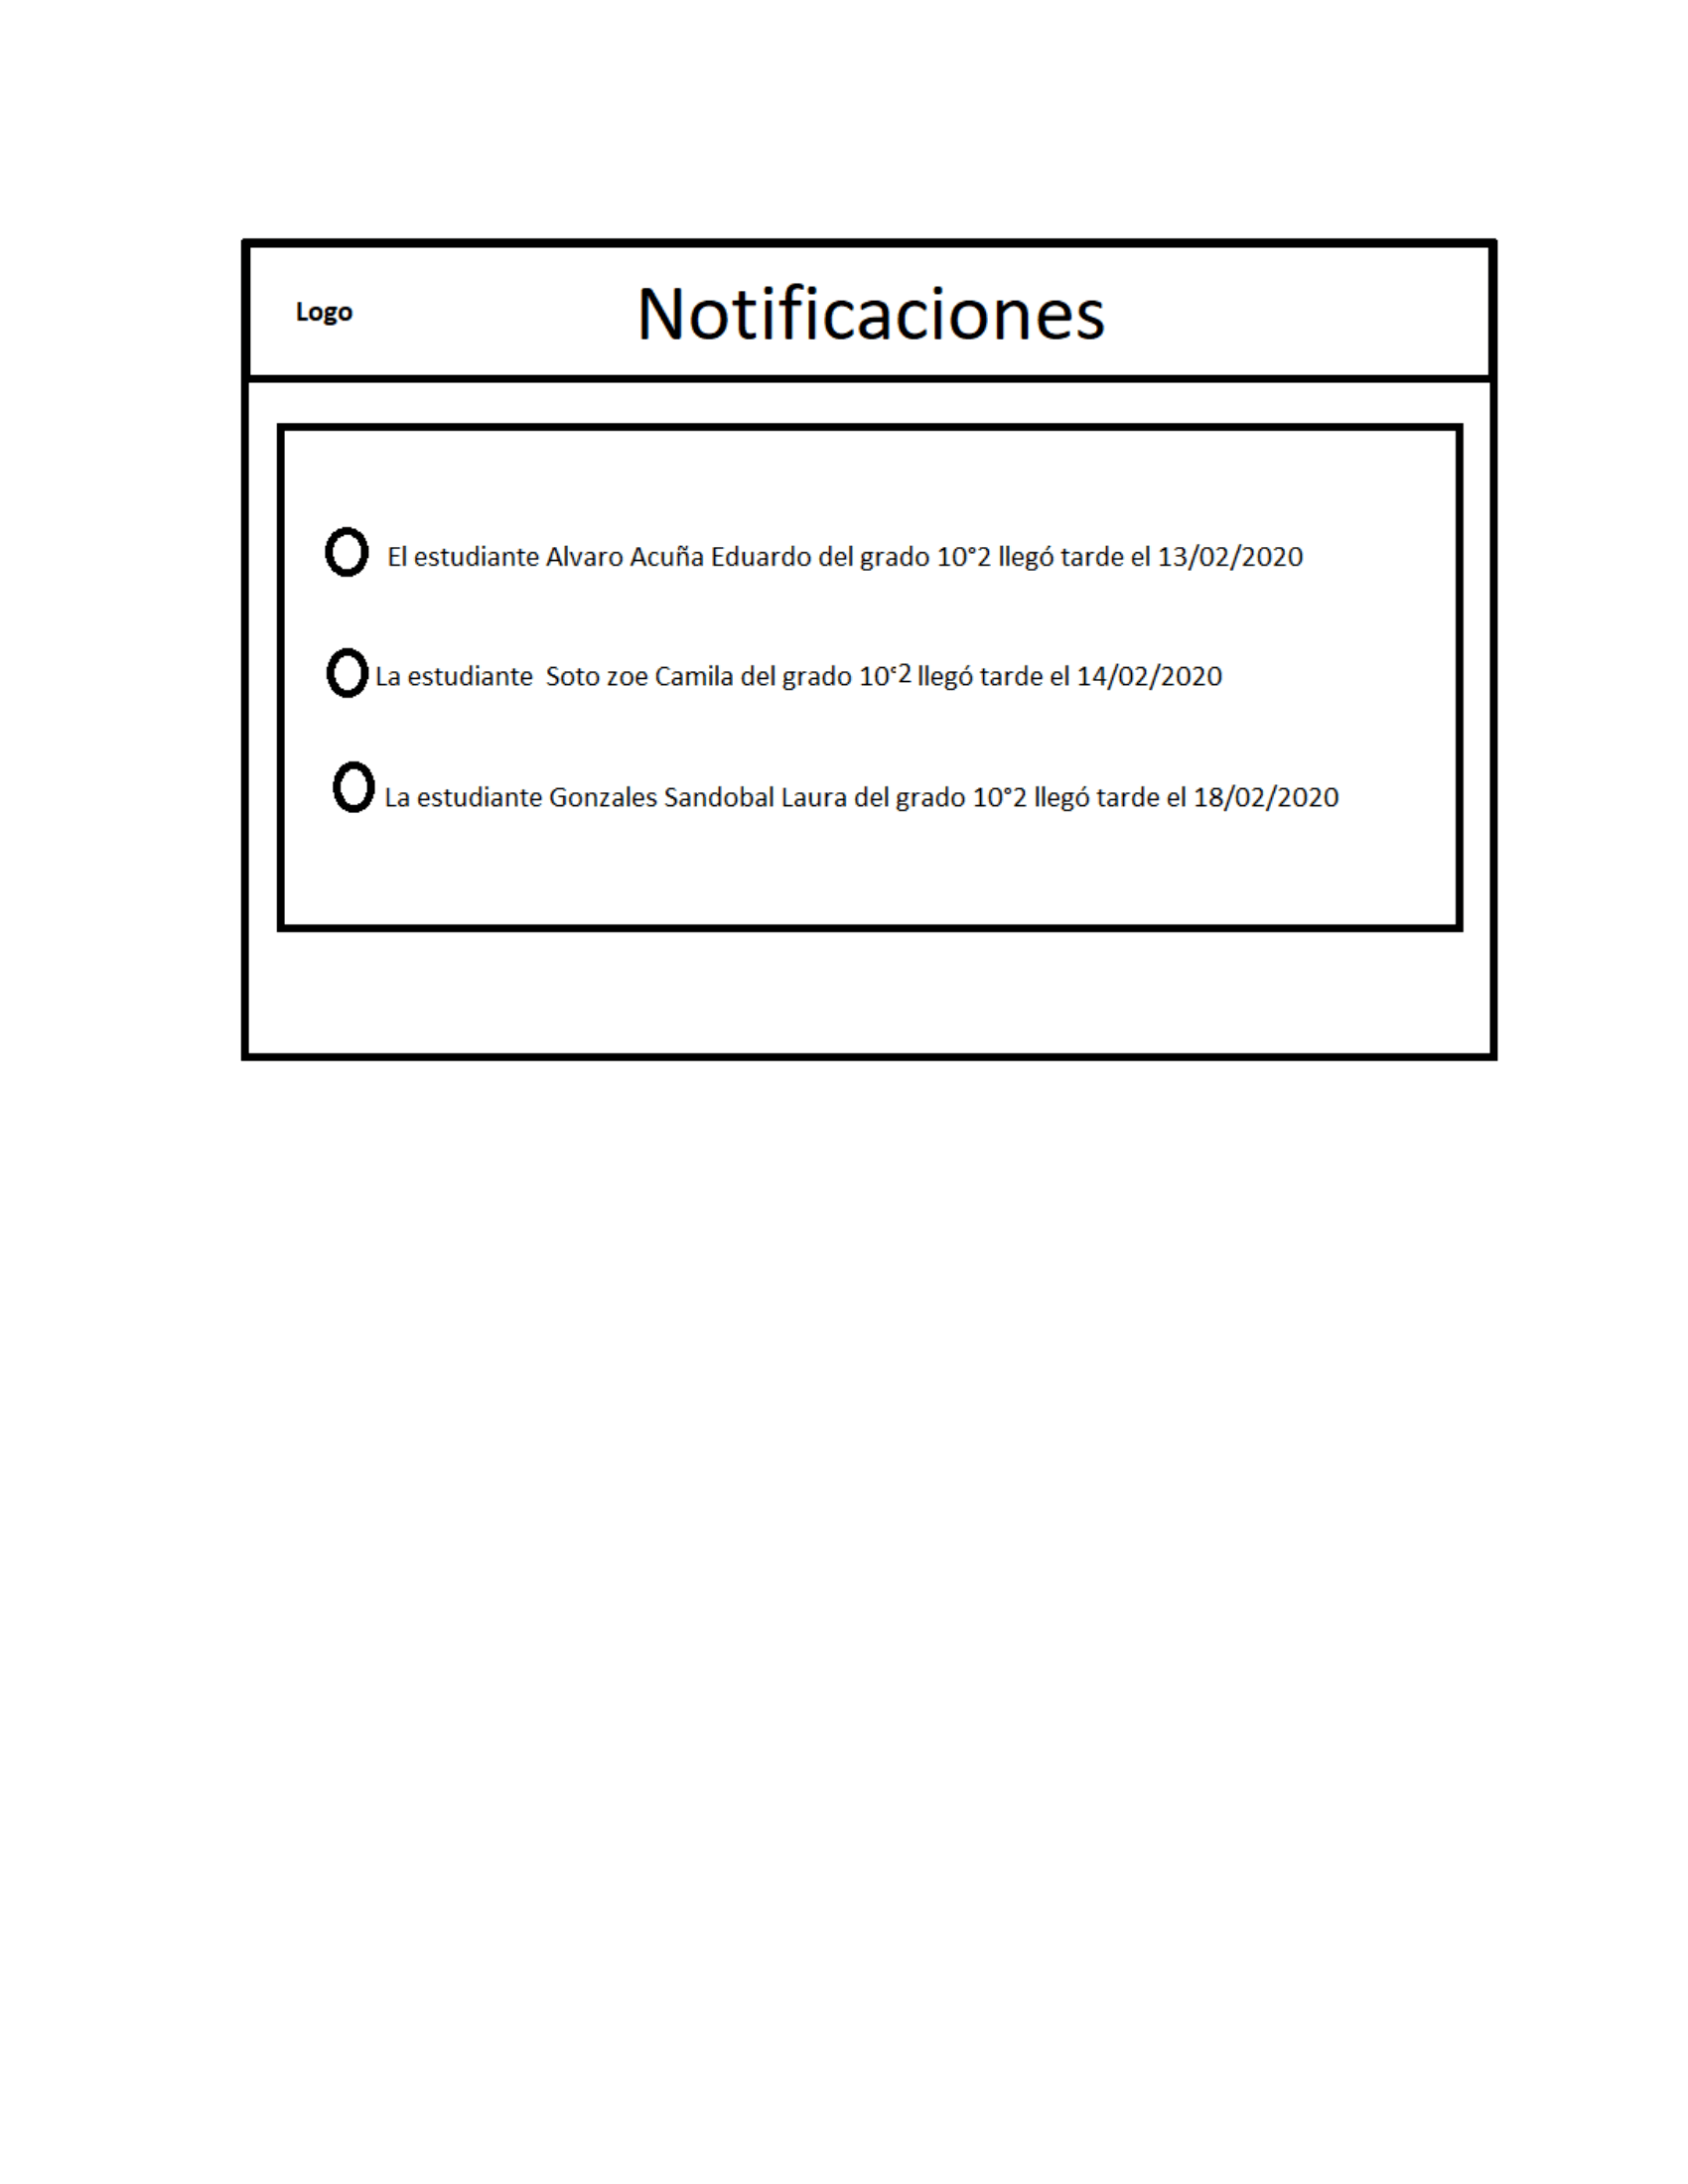 Logo
Notificaciones
El estudiante Alvaro Acuña Eduardo del grado 10°2 llegó tarde el 13/02/2020
La estudiante  Soto zoe Camila del grado 10°2 llegó tarde el 14/02/2020
La estudiante Gonzales Sandobal Laura del grado 10°2 llegó tarde el 18/02/2020